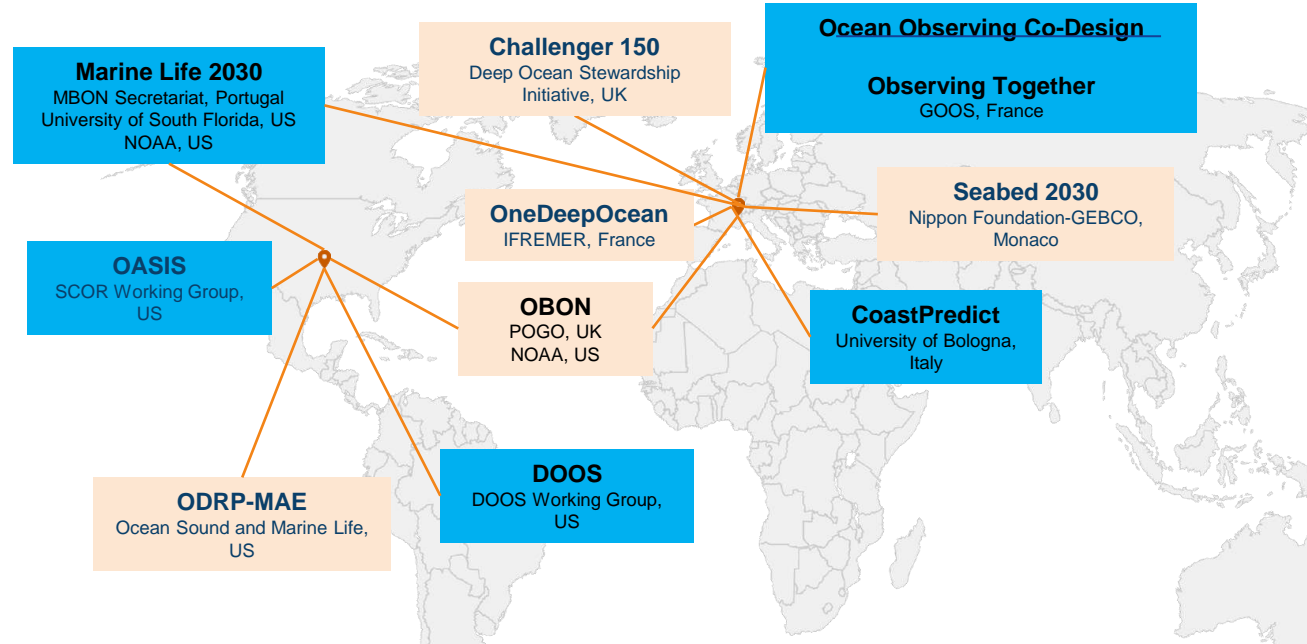 Marine Life 2030
MBON Secretariat, Portugal
University of South Florida, US
NOAA, US
Challenger 150
Deep Ocean Stewardship
Initiative, UK
Ocean Observing Co-Design
Observing Together
GOOS, France
OneDeepOcean
IFREMER, France
Seabed 2030
Nippon Foundation-GEBCO,
Monaco
OASIS
SCOR Working Group,
US
OBON
POGO, UK
NOAA, US
CoastPredict
University of Bologna,
Italy
ODRP-MAE
Ocean Sound and Marine Life,
US
DOOS
DOOS Working Group,
US